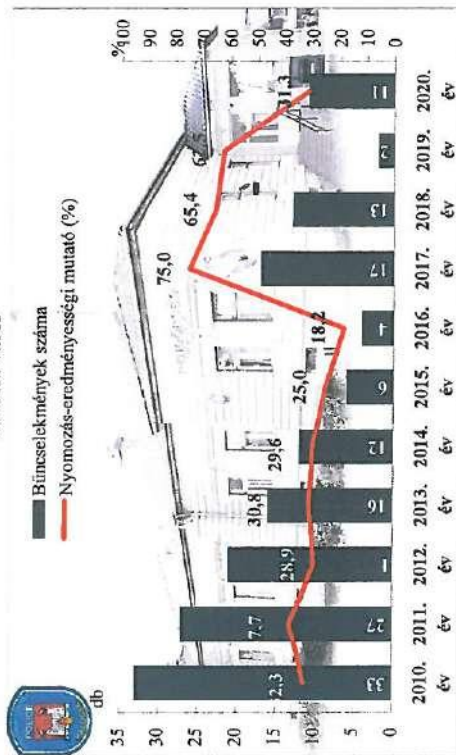 Bűncselekmények száma
Nyomozás-eredményességi mutató (%)
db
%
35
30
25
20
15
10
5
0
100
90
80
70
60
50
40
30
20
10
0
2.3
7.7
28,9
30,8
29,6
25,0
18,2
75,0
65,4
31,3
33
27
1
16
12
6
4
17
13
2
11
2010. év
2011. év
2012. év
2013. év
2014. év
2015. év
2016. év
2017. év
2018. év
2019. év
2020. év